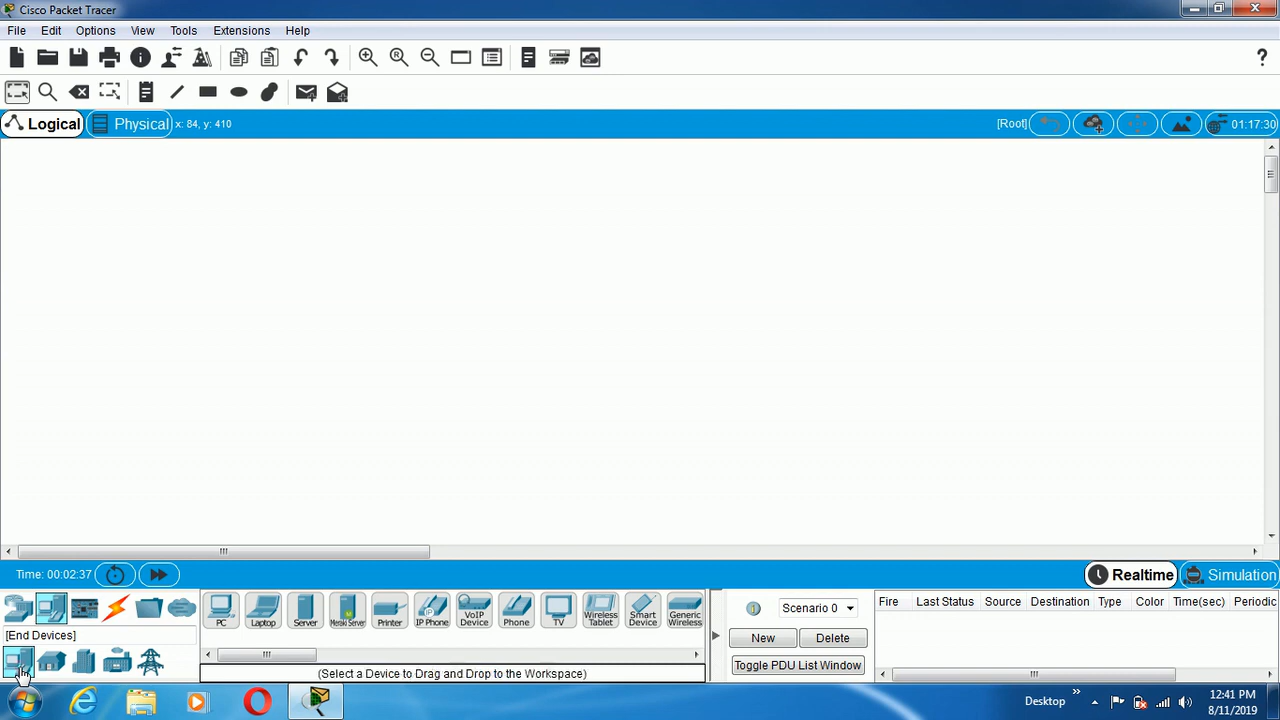 Cisco Packet Tracer
File Edit Options View Tools Extensions Help
Logical Physical x: 84, y: 410 [Root] 01:17:30
Time: 00:02:37 Realtime Simulation
[End Devices]
PC Laptop Server Meraki Server Printer IP Phone VoIP Device Phone TV Wireless Tablet Smart Device Generic Wireless
(Select a Device to Drag and Drop to the Workspace)
Scenario 0
New Delete
Toggle PDU List Window
Fire Last Status Source Destination Type Color Time(sec) Periodic
Desktop
12:41 PM
8/11/2019